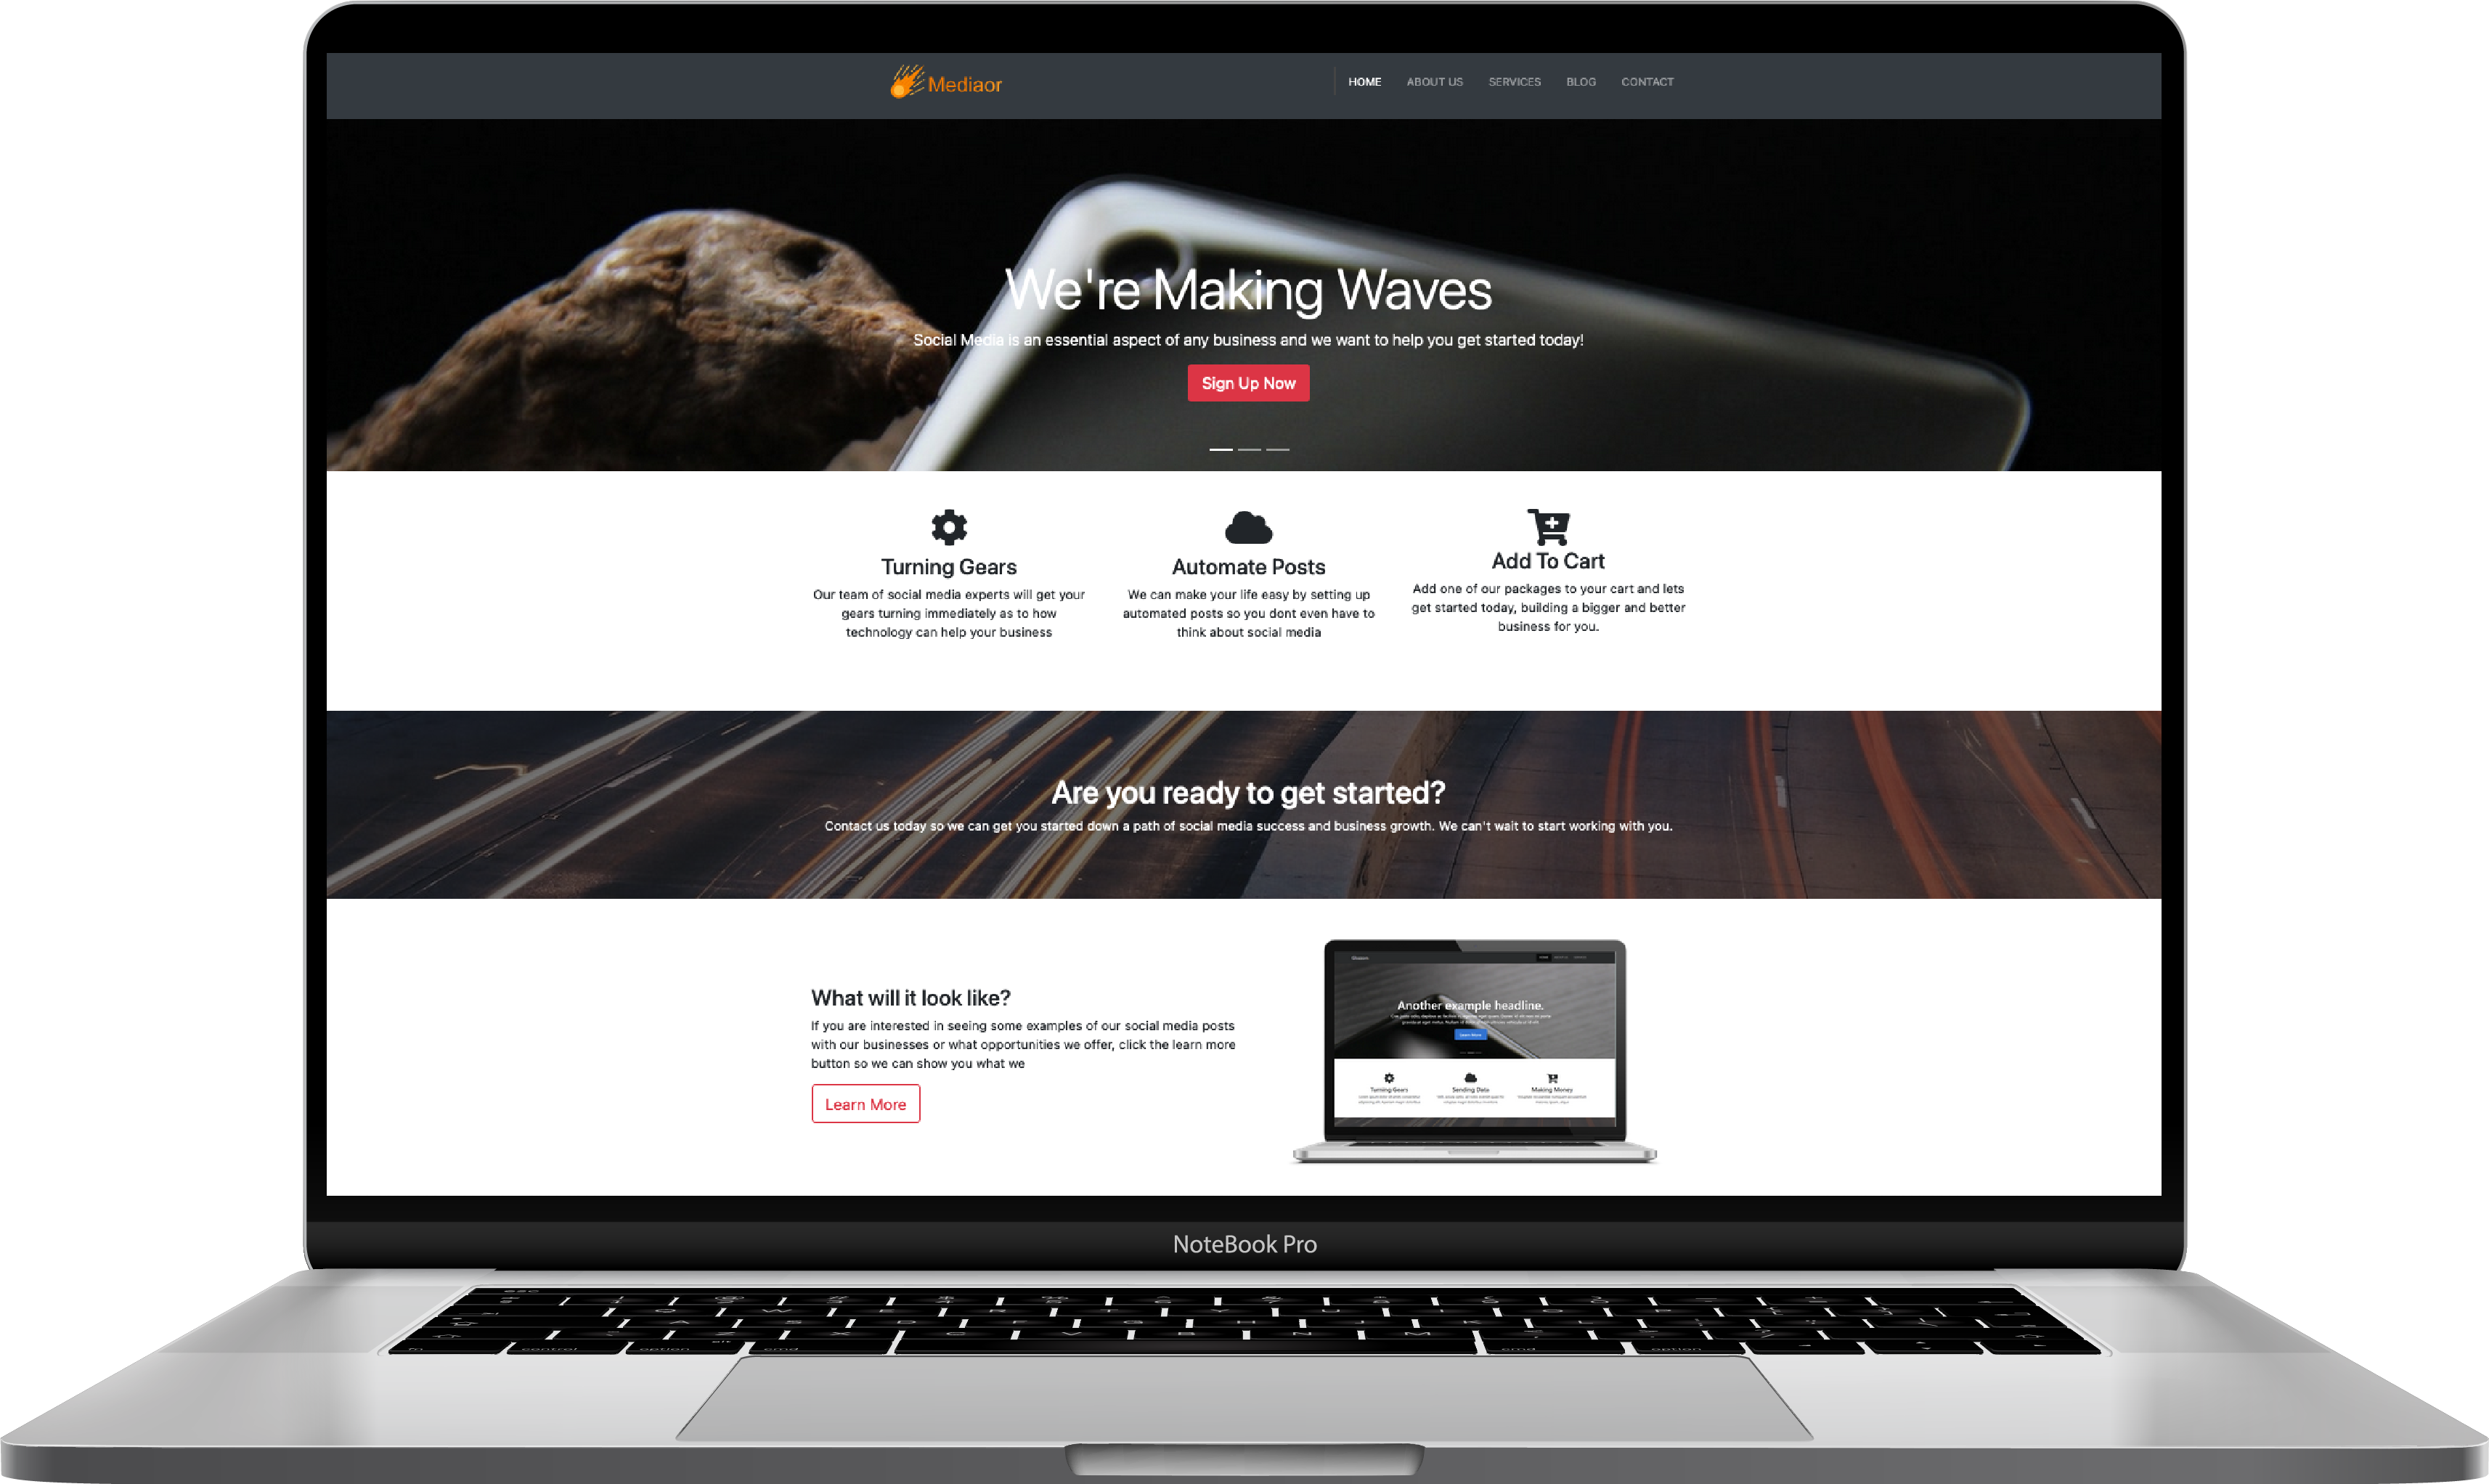 Mediaor
HOME ABOUT US SERVICES BLOG CONTACT
We're Making Waves
Social Media is an essential aspect of any business and we want to help you get started today!
Sign Up Now
Turning Gears
Our team of social media experts will get your
gears turning immediately as to how
technology can help your business
Automate Posts
We can make your life easy by setting up
automated posts so you dont even have to
think about social media
Add To Cart
Add one of our packages to your cart and lets
get started today, building a bigger and better
business for you.
Are you ready to get started?
Contact us today so we can get you started down a path of social media success and business growth. We can't wait to start working with you.
What will it look like?
If you are interested in seeing some examples of our social media posts
with our businesses or what opportunities we offer, click the learn more
button so we can show you what we
Learn More
Another example headline.
Learn More
Turning Gears
Sending Data
Making Money
NoteBook Pro
esc
Q W E R T Y U I O P
A S D F G H J K L
Z X C V B N M
fn control option cmd cmd option